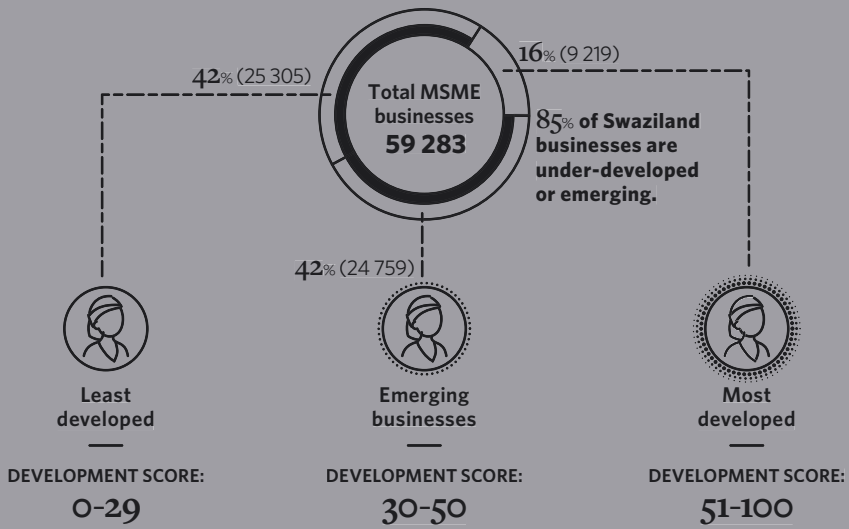 42% (25 305)
16% (9 219)
Total MSME
businesses
59 283
85% of Swaziland
businesses are
under-developed
or emerging.
42% (24 759)
Least
developed
DEVELOPMENT SCORE:
0-29
Emerging
businesses
DEVELOPMENT SCORE:
30-50
Most
developed
DEVELOPMENT SCORE:
51-100